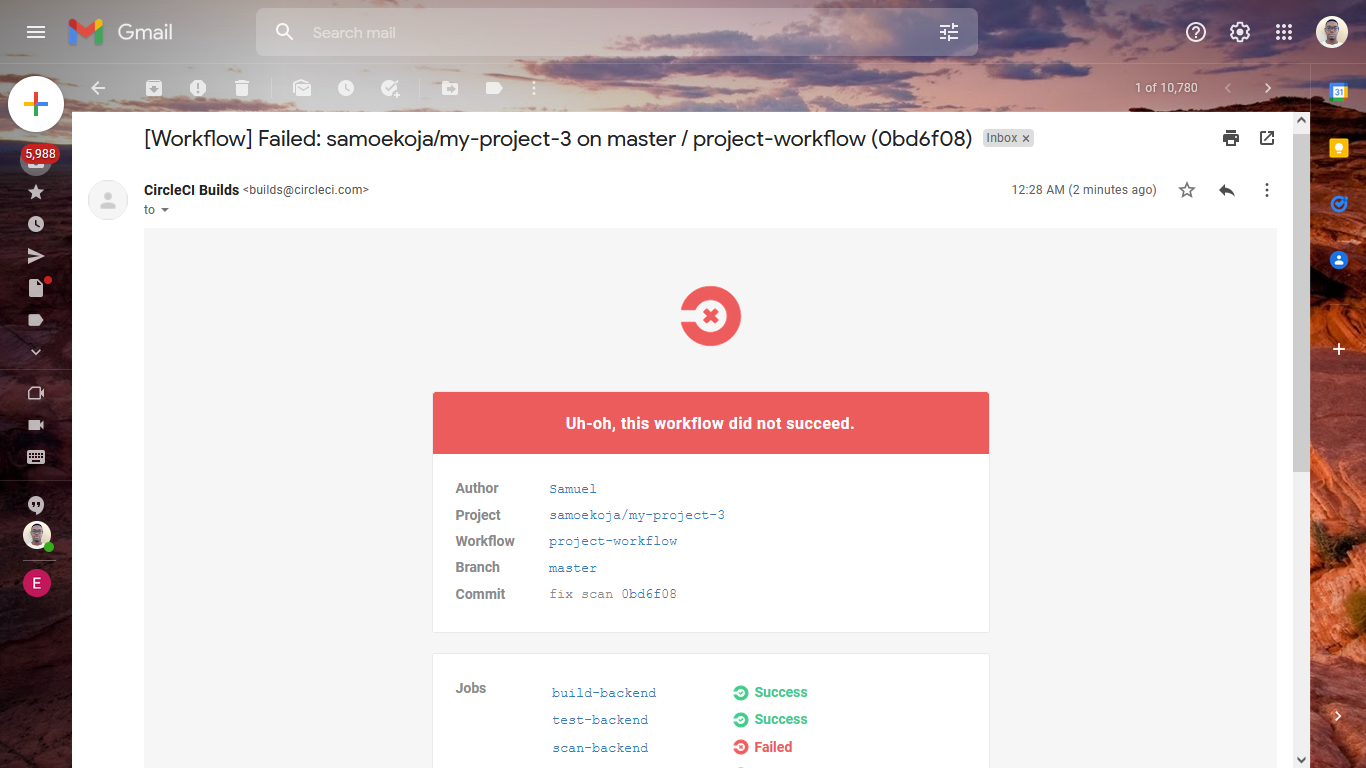 Gmail
Search mail
1 of 10,780
31
5,988
[Workflow] Failed: samoekoja/my-project-3 on master / project-workflow (0bd6f08)
Inbox ×
CircleCI Builds <builds@circleci.com>
12:28 AM (2 minutes ago)
to
Uh-oh, this workflow did not succeed.
Author Samuel
Project samoekoja/my-project-3
Workflow project-workflow
Branch master
Commit fix scan 0bd6f08
E
Jobs build-backend Success
test-backend Success
scan-backend Failed